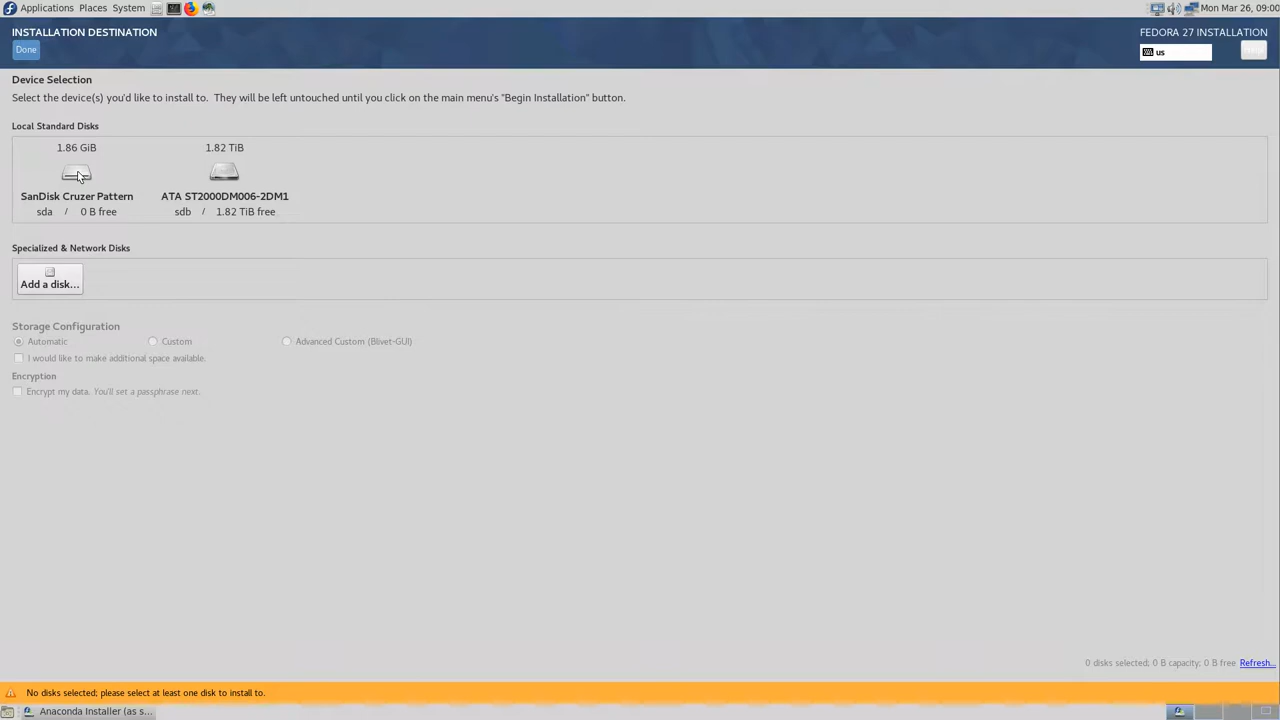 Applications Places System Mon Mar 26, 09:00
INSTALLATION DESTINATION FEDORA 27 INSTALLATION
Done us
Device Selection
Select the device(s) you'd like to install to. They will be left untouched until you click on the main menu's "Begin Installation" button.
Local Standard Disks
1.86 GiB 1.82 TiB
SanDisk Cruzer Pattern ATA ST2000DM006-2DM1
sda / 0 B free sdb / 1.82 TiB free
Specialized & Network Disks
Add a disk...
Storage Configuration
Automatic Custom Advanced Custom (Blivet-GUI)
I would like to make additional space available.
Encryption
Encrypt my data. You'll set a passphrase next.
0 disks selected; 0 B capacity; 0 B free Refresh...
No disks selected; please select at least one disk to install to.
Anaconda Installer (as s...